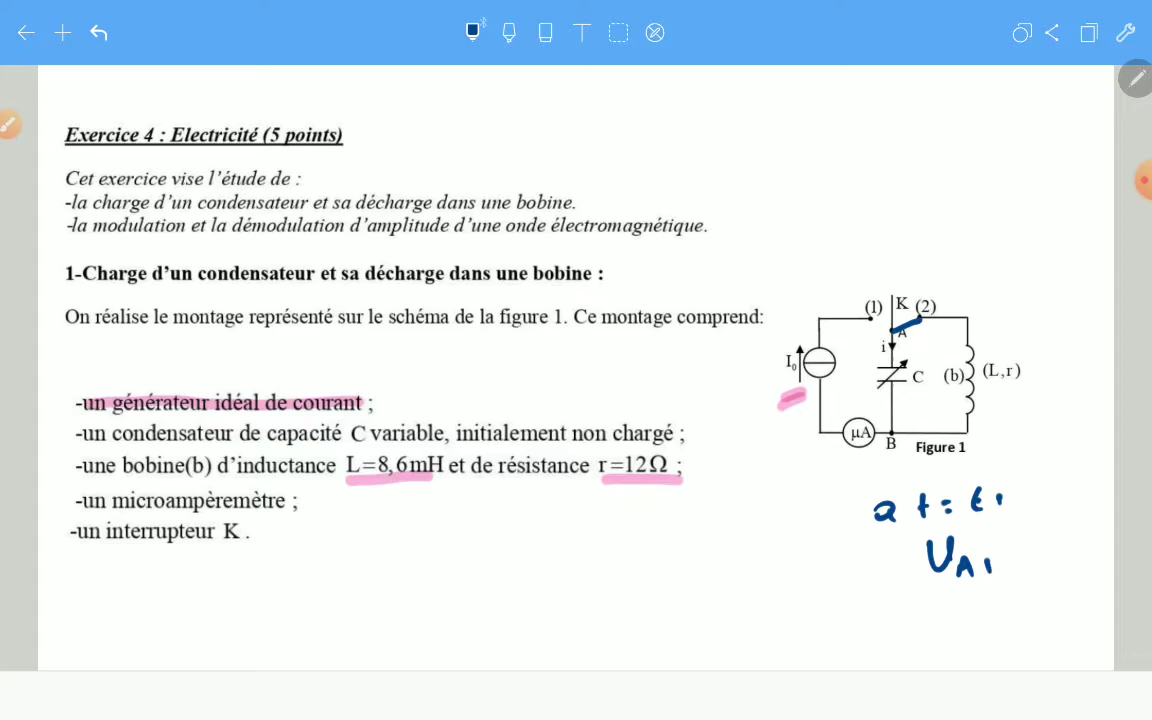 Exercice 4 : Electricité (5 points)
Cet exercice vise l'étude de :
-la charge d'un condensateur et sa décharge dans une bobine.
-la modulation et la démodulation d'amplitude d'une onde électromagnétique.
1-Charge d'un condensateur et sa décharge dans une bobine :
On réalise le montage représenté sur le schéma de la figure 1. Ce montage comprend:
-un générateur idéal de courant ;
-un condensateur de capacité C variable, initialement non chargé ;
-une bobine(b) d'inductance L=8,6mH et de résistance r=12Ω ;
-un microampèremètre ;
-un interrupteur K .
(1) K (2)
A
i
I₀
C (b) (L,r)
μA
B
Figure 1
a t = t1
UA